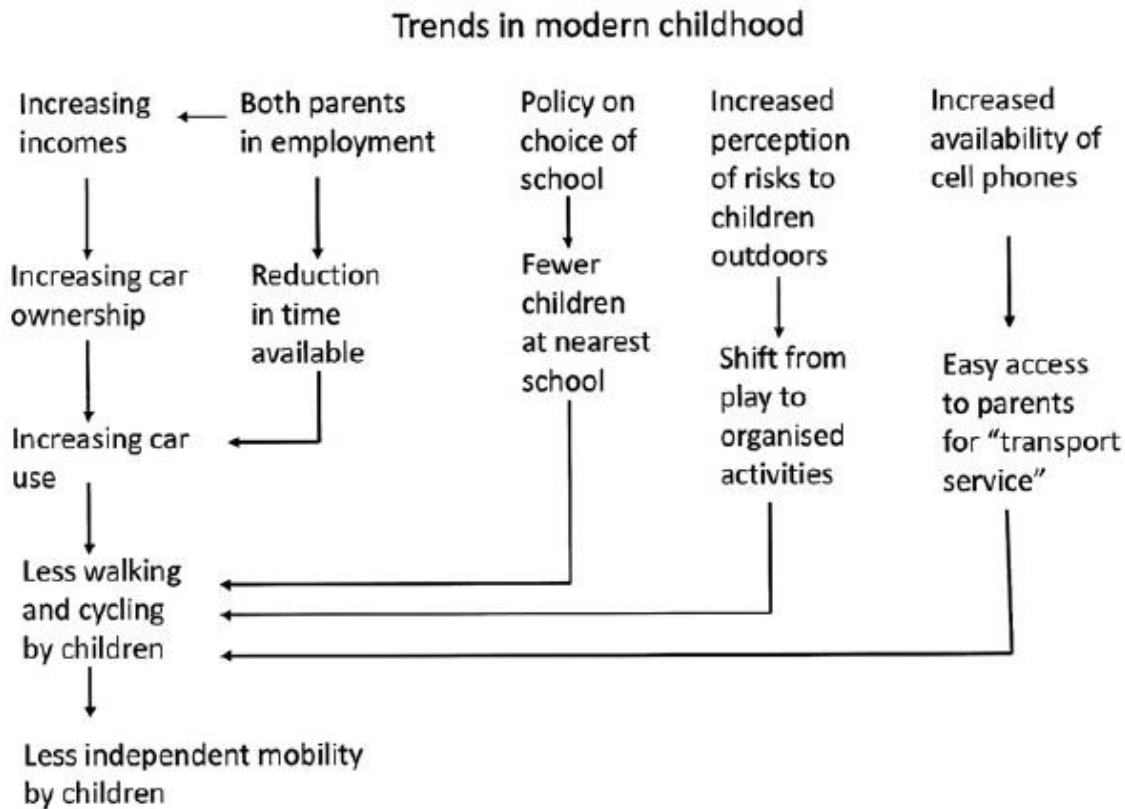 Trends in modern childhood
Increasing
incomes
Both parents
in employment
Policy on
choice of
school
Increased
perception
of risks to
children
outdoors
Increased
availability of
cell phones
Increasing car
ownership
Reduction
in time
available
Fewer
children
at nearest
school
Shift from
play to
organised
activities
Easy access
to parents
for “transport
service”
Increasing car
use
Less walking
and cycling
by children
Less independent mobility
by children